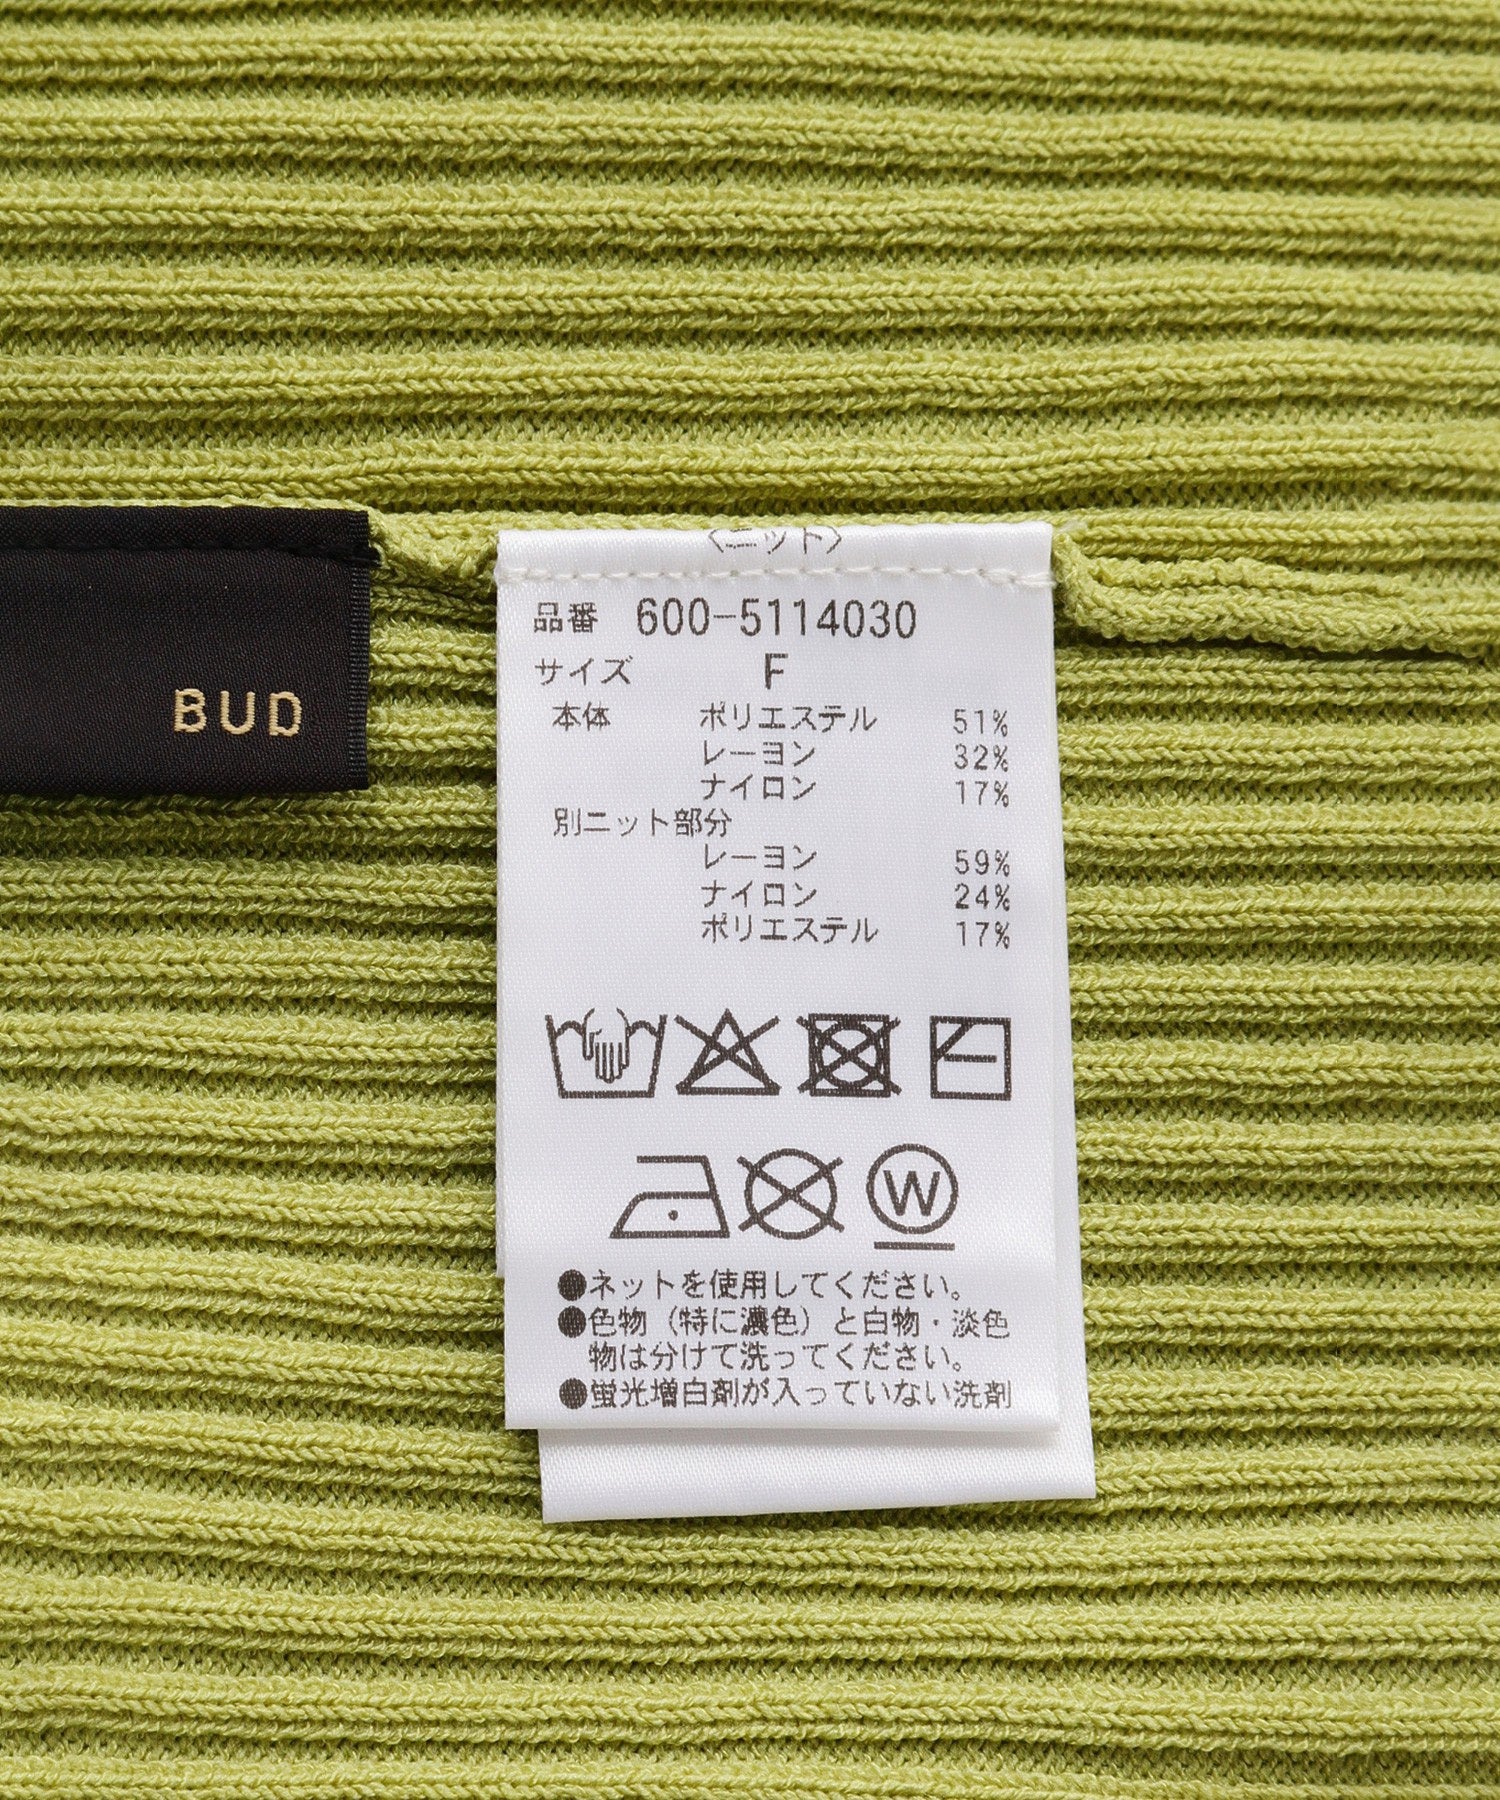 〈ニット〉
品番 600-5114030
サイズ F
本体 ポリエステル 51%
レーヨン 32%
ナイロン 17%
別ニット部分
レーヨン 59%
ナイロン 24%
ポリエステル 17%
W
●ネットを使用してください。
●色物(特に濃色)と白物・淡色
物は分けて洗ってください。
●蛍光増白剤が入っていない洗剤
BUD